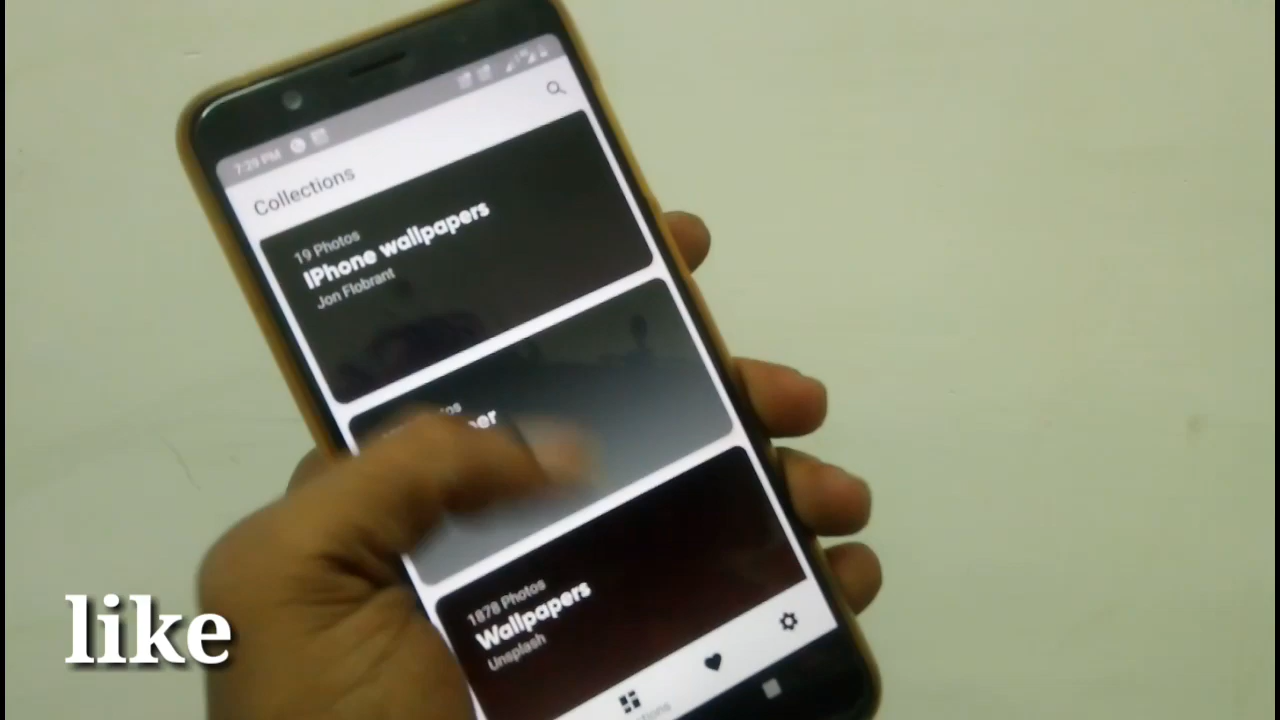 7:29 PM
Collections
19 Photos
IPhone wallpapers
Jon Flobrant
1878 Photos
Wallpapers
Unsplash
like